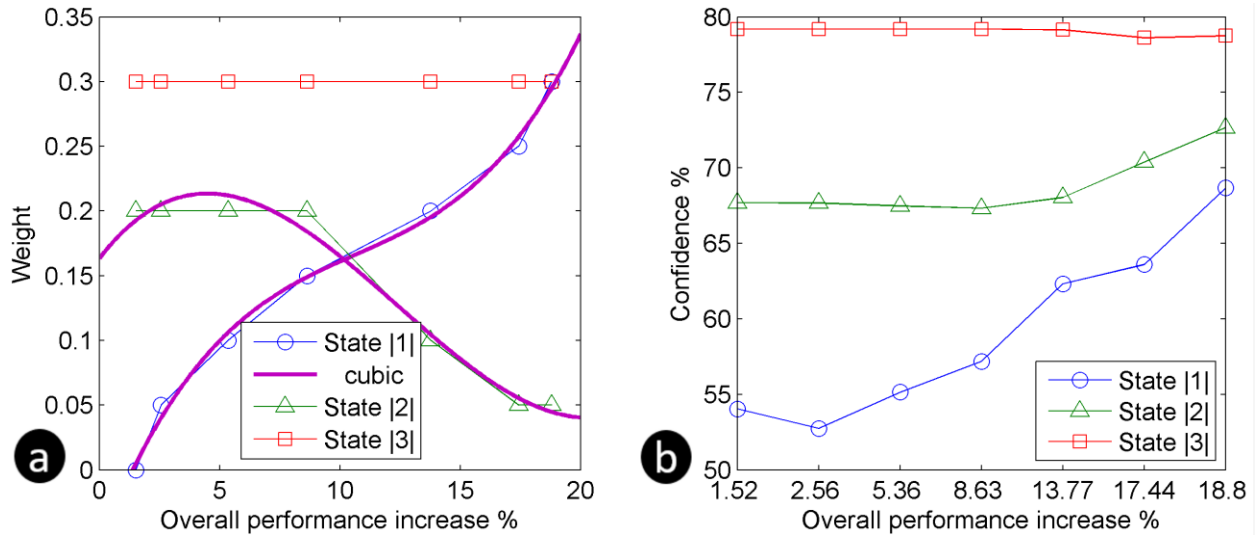 0.35
0.3
0.25
0.2
0.15
0.1
0.05
0
Weight
State |1|
cubic
State |2|
State |3|
0 5 10 15 20
Overall performance increase %
a
80
75
70
65
60
55
50
Confidence %
State |1|
State |2|
State |3|
1.52 2.56 5.36 8.63 13.77 17.44 18.8
Overall performance increase %
b